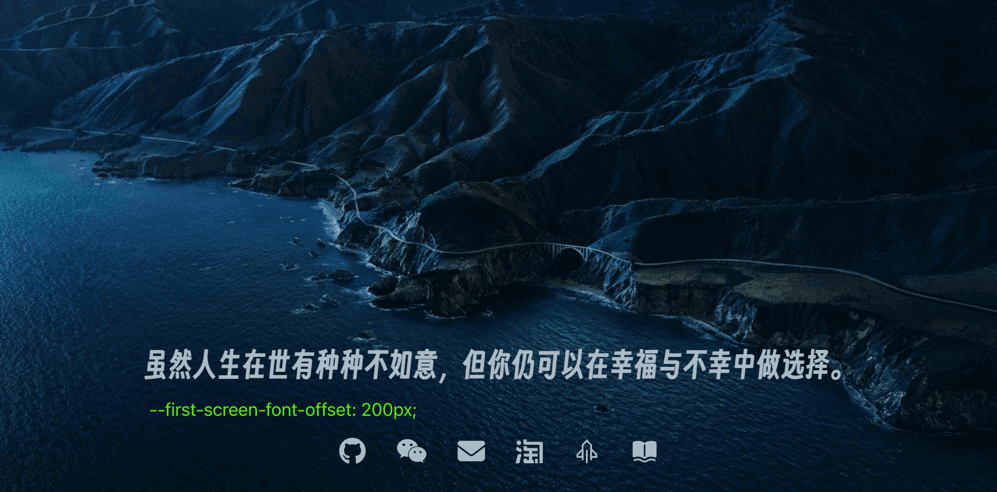 虽然人生在世有种种不如意，但你仍可以在幸福与不幸中做选择。
--first-screen-font-offset: 200px;
淘